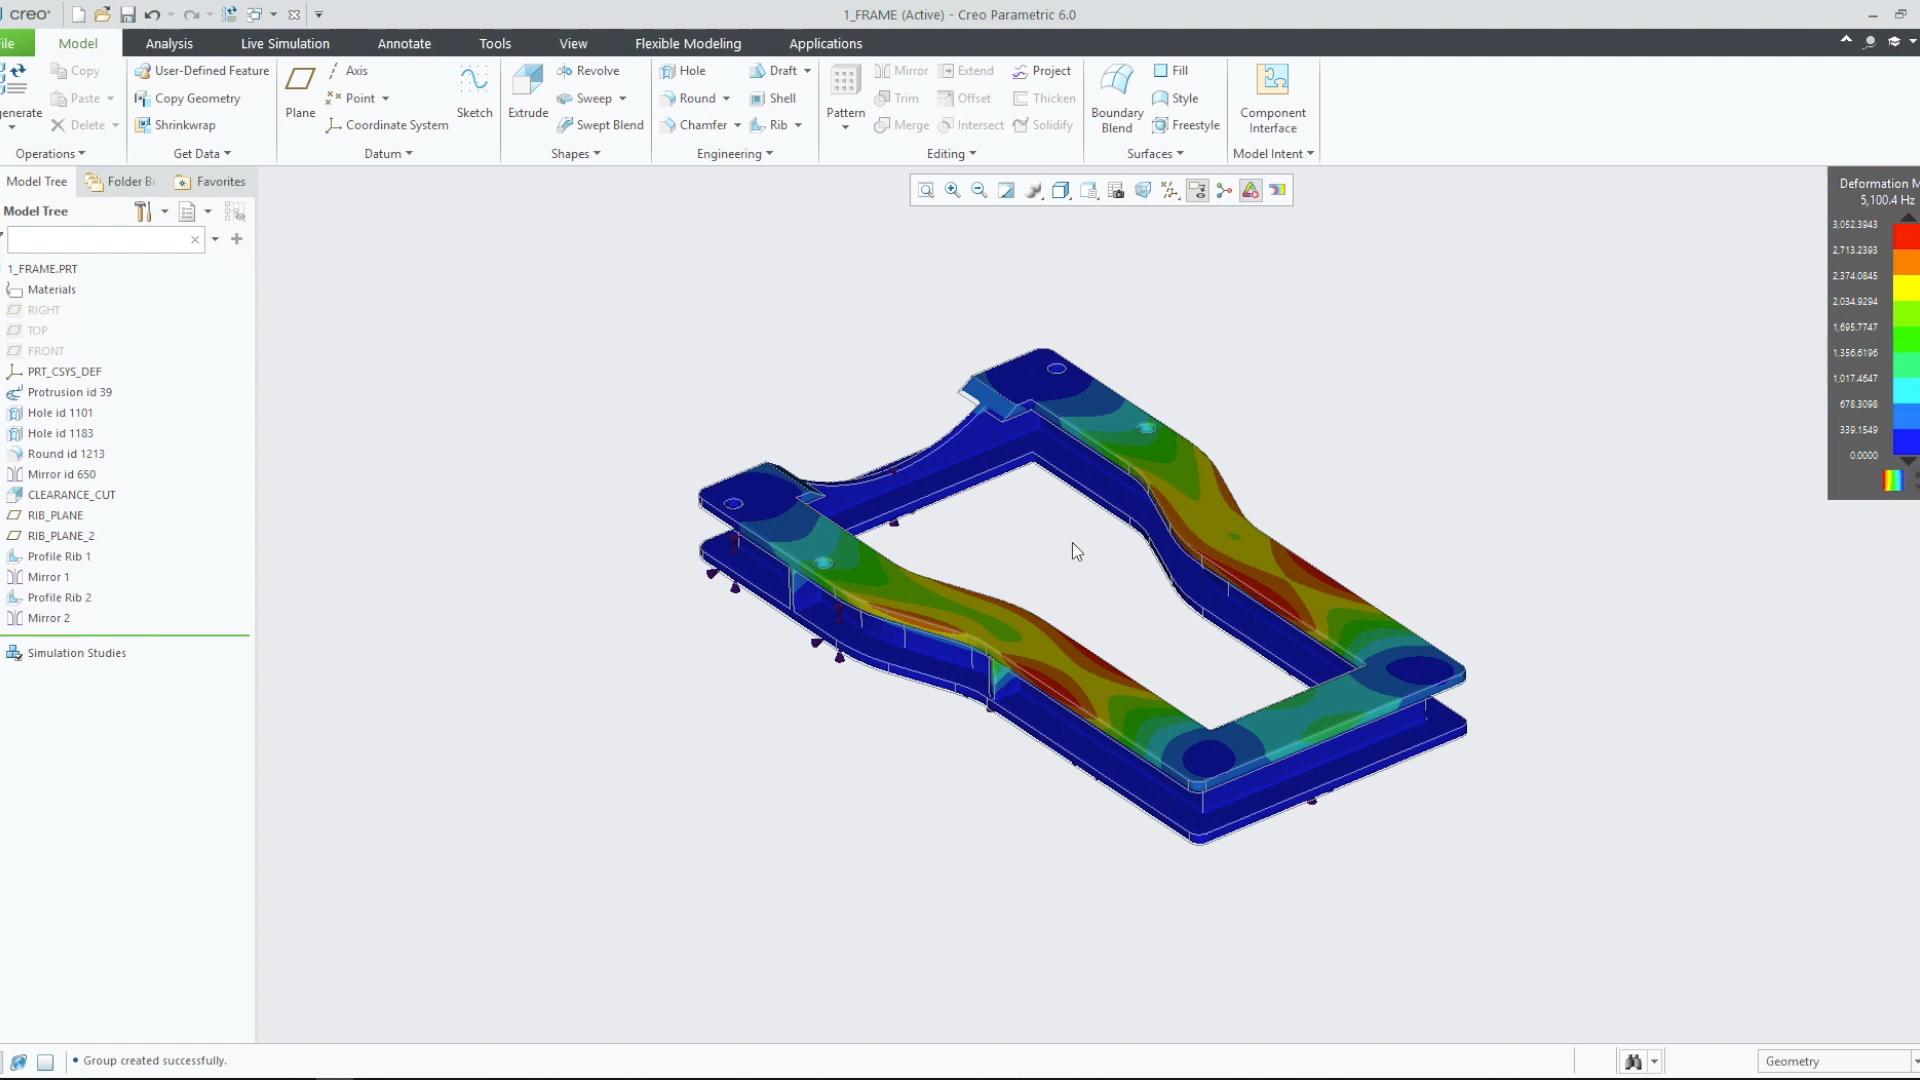 creo
1_FRAME (Active) - Creo Parametric 6.0
ile
Model
Analysis
Live Simulation
Annotate
Tools
View
Flexible Modeling
Applications
enerate
Copy
Paste
Delete
Operations
User-Defined Feature
Copy Geometry
Shrinkwrap
Get Data
Plane
Axis
Point
Coordinate System
Sketch
Datum
Extrude
Revolve
Sweep
Swept Blend
Shapes
Hole
Round
Chamfer
Draft
Shell
Rib
Engineering
Pattern
Mirror
Trim
Merge
Extend
Offset
Intersect
Project
Thicken
Solidify
Editing
Boundary
Blend
Fill
Style
Freestyle
Surfaces
Component
Interface
Model Intent
Model Tree
Folder Br
Favorites
Model Tree
1_FRAME.PRT
Materials
RIGHT
TOP
FRONT
PRT_CSYS_DEF
Protrusion id 39
Hole id 1101
Hole id 1183
Round id 1213
Mirror id 650
CLEARANCE_CUT
RIB_PLANE
RIB_PLANE_2
Profile Rib 1
Mirror 1
Profile Rib 2
Mirror 2
Simulation Studies
Deformation M
5,100.4 Hz
3,052.3943
2,713.2393
2,374.0845
2,034.9294
1,695.7747
1,356.6196
1,017.4647
678.3098
339.1549
0.0000
• Group created successfully.
Geometry